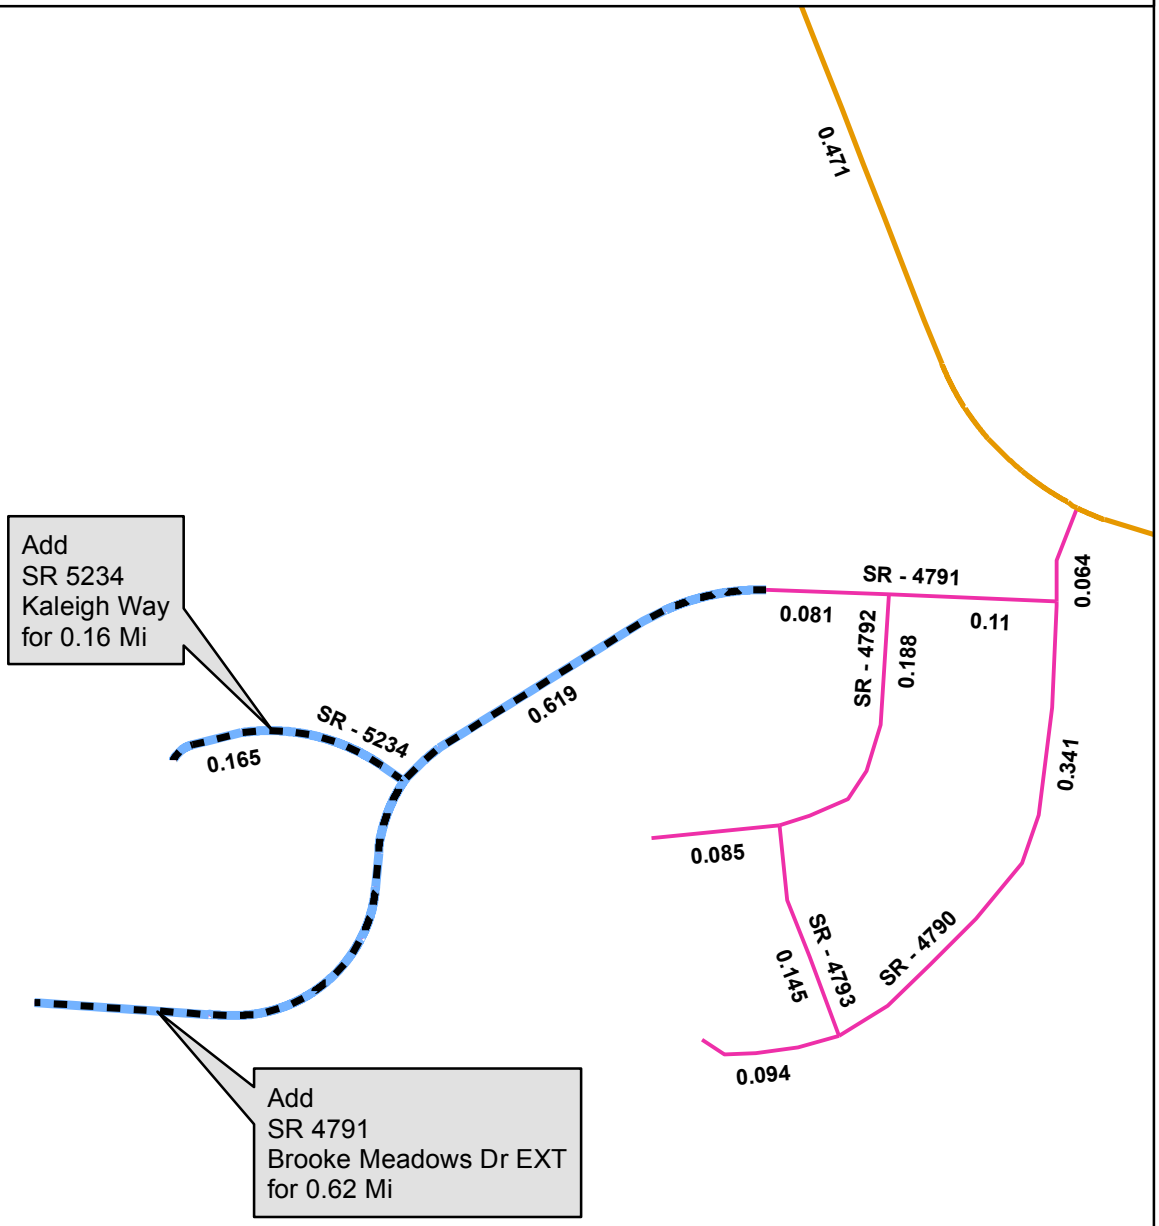 0.471
Add
SR 5234
Kaleigh Way
for 0.16 Mi
SR - 4791
0.064
0.081
0.11
SR - 4792
0.188
0.619
SR - 5234
0.165
0.341
0.085
SR - 4793
0.145
SR - 4790
0.094
Add
SR 4791
Brooke Meadows Dr EXT
for 0.62 Mi